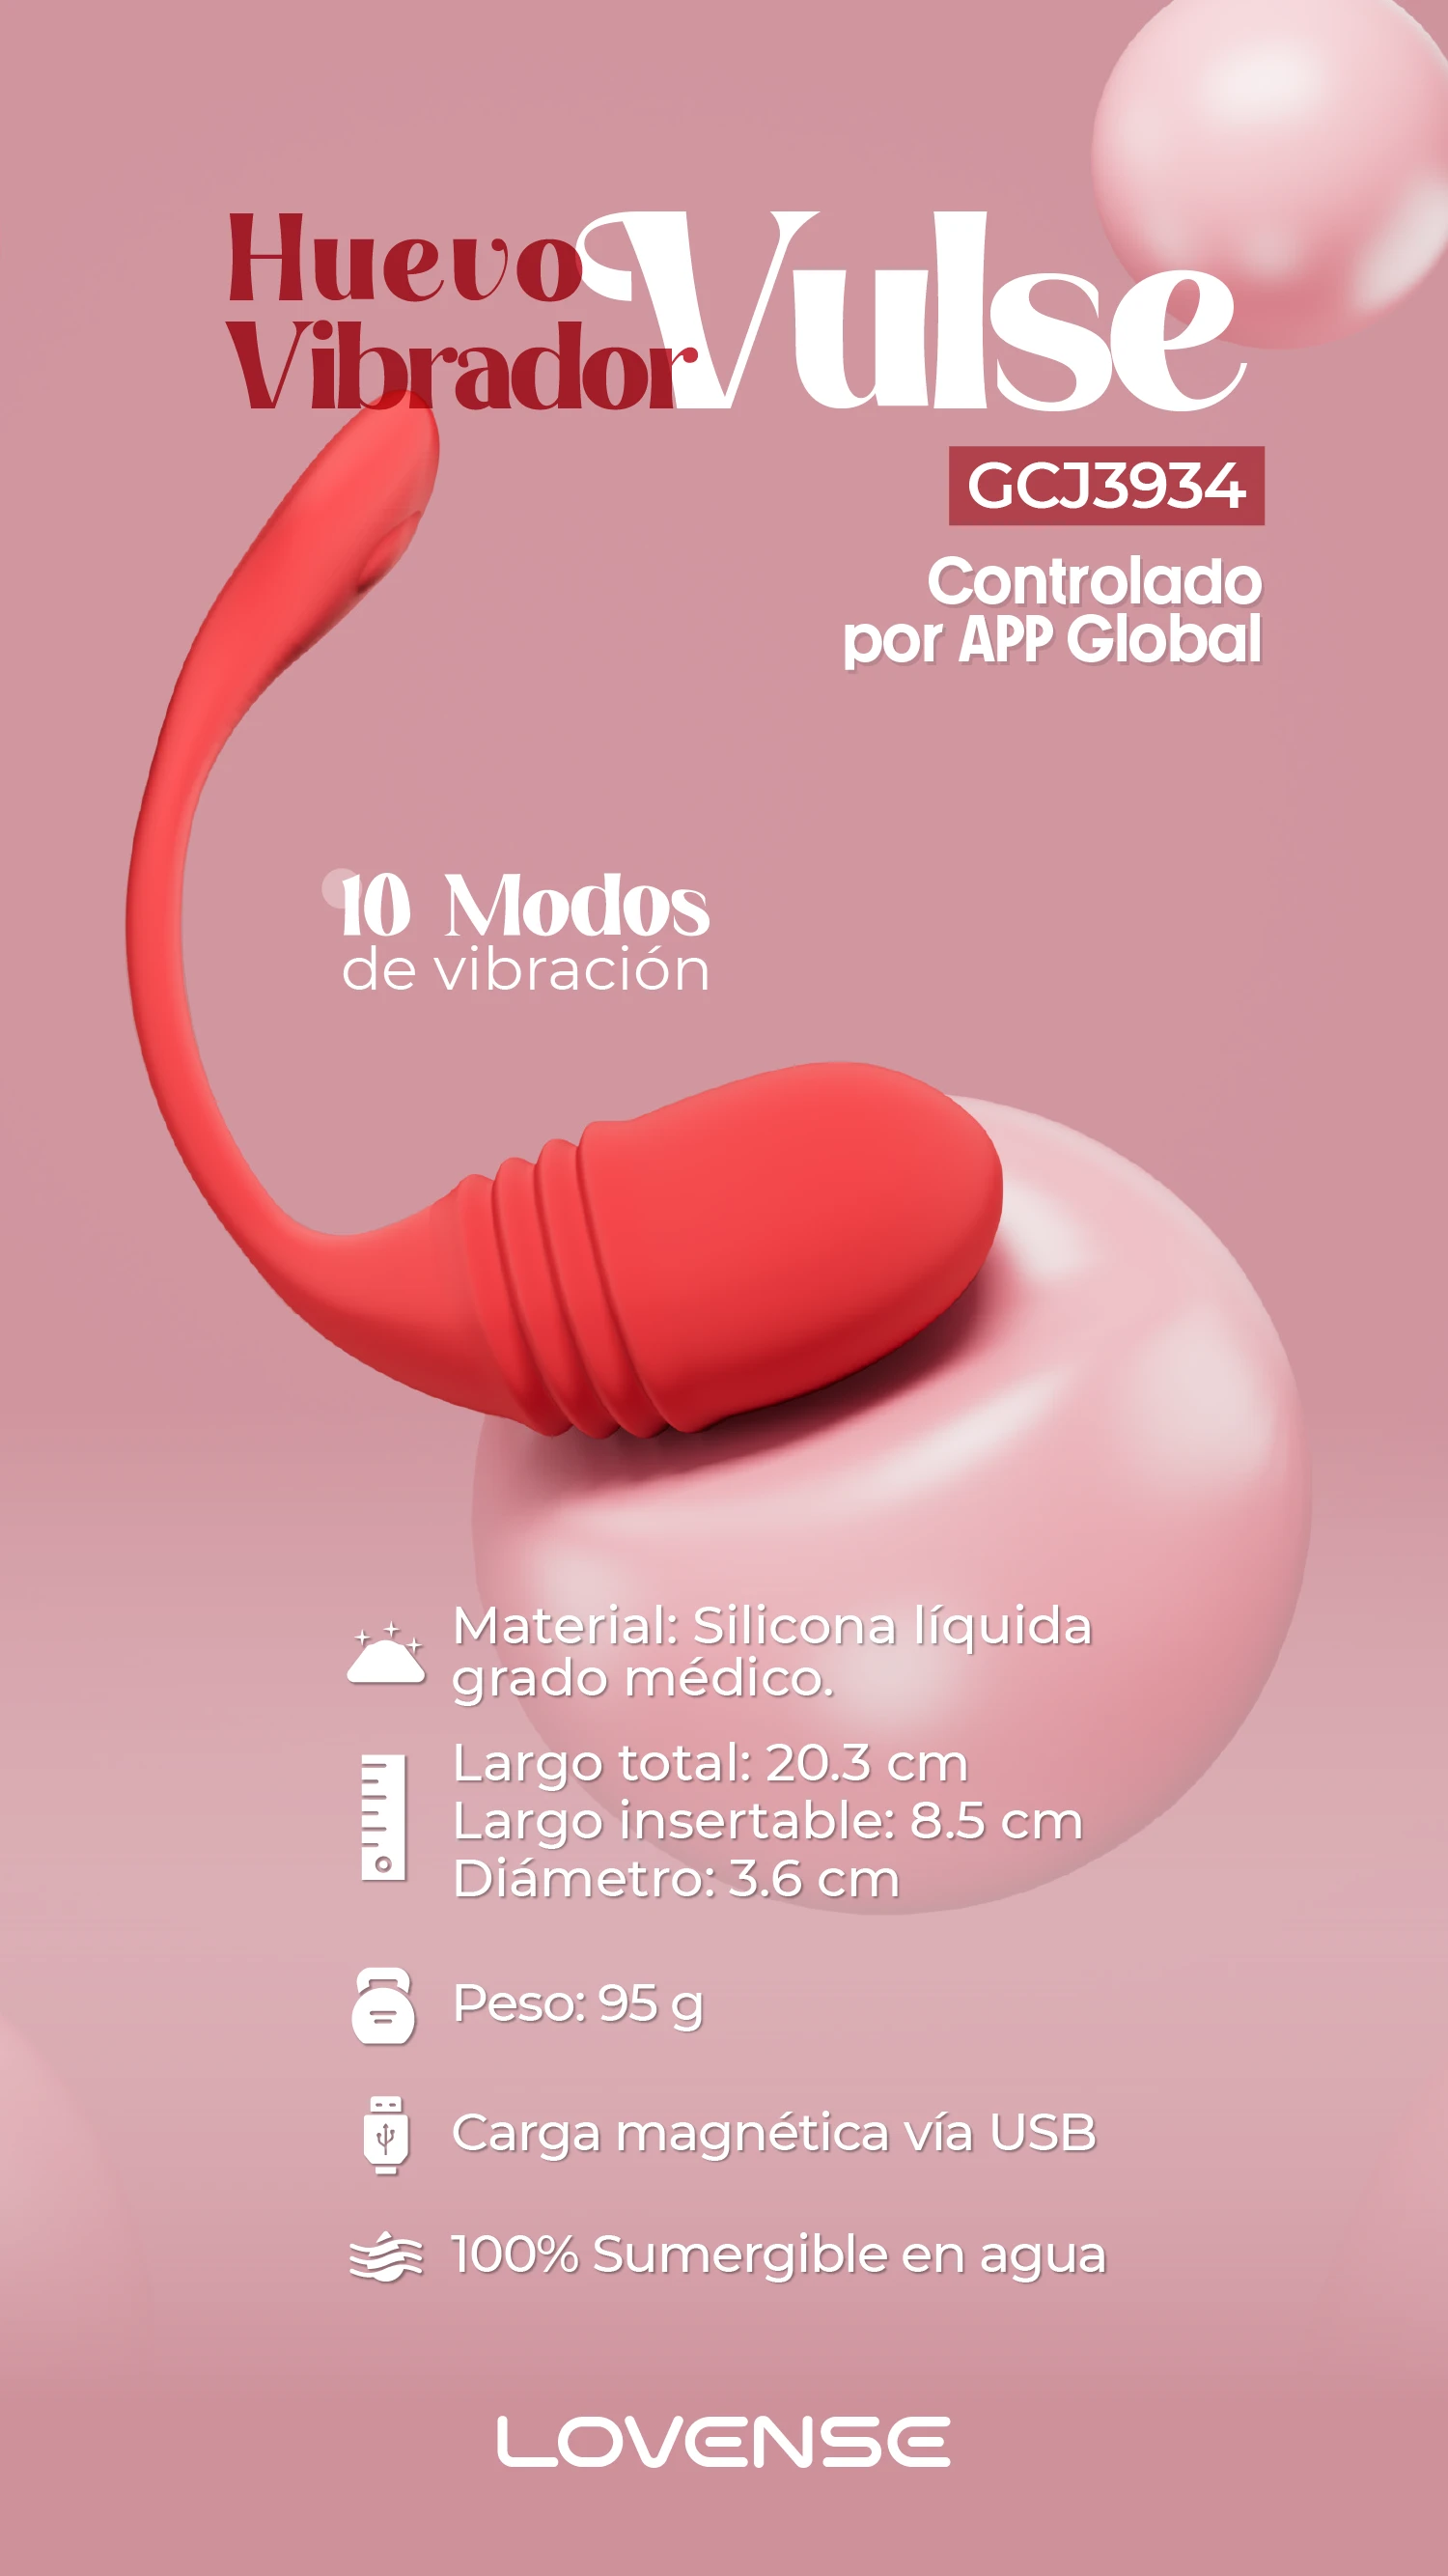 Huevo
Vibrador
Vulse
GCJ3934
Controlado
por APP Global
10 Modos
de vibración
Material: Silicona líquida
grado médico.
Largo total: 20.3 cm
Largo insertable: 8.5 cm
Diámetro: 3.6 cm
Peso: 95 g
Carga magnética vía USB
100% Sumergible en agua
LOVENSE